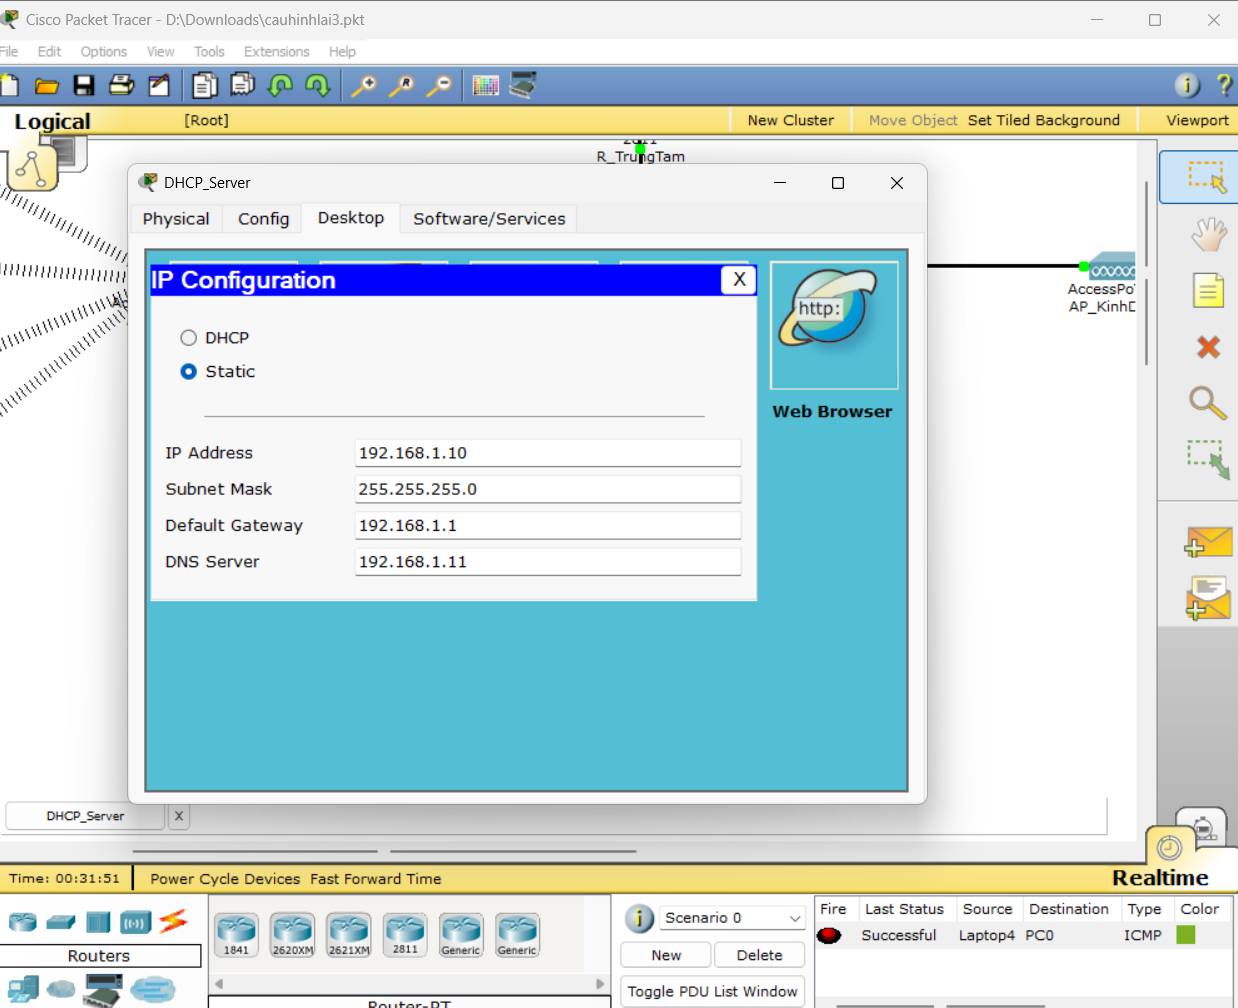 Cisco Packet Tracer - D:\Downloads\cauhinhlai3.pkt
File Edit Options View Tools Extensions Help
Logical [Root] New Cluster Move Object Set Tiled Background Viewport
R_TrungTam
DHCP_Server
Physical Config Desktop Software/Services
IP Configuration X
http:
DHCP
Static
Web Browser
IP Address 192.168.1.10
Subnet Mask 255.255.255.0
Default Gateway 192.168.1.1
DNS Server 192.168.1.11
AccessPo
AP_KinhD
DHCP_Server X
Time: 00:31:51 Power Cycle Devices Fast Forward Time Realtime
Routers
1841 2620XM 2621XM 2811 Generic Generic
Router-PT
Scenario 0
New Delete
Toggle PDU List Window
Fire Last Status Source Destination Type Color
Successful Laptop4 PC0 ICMP